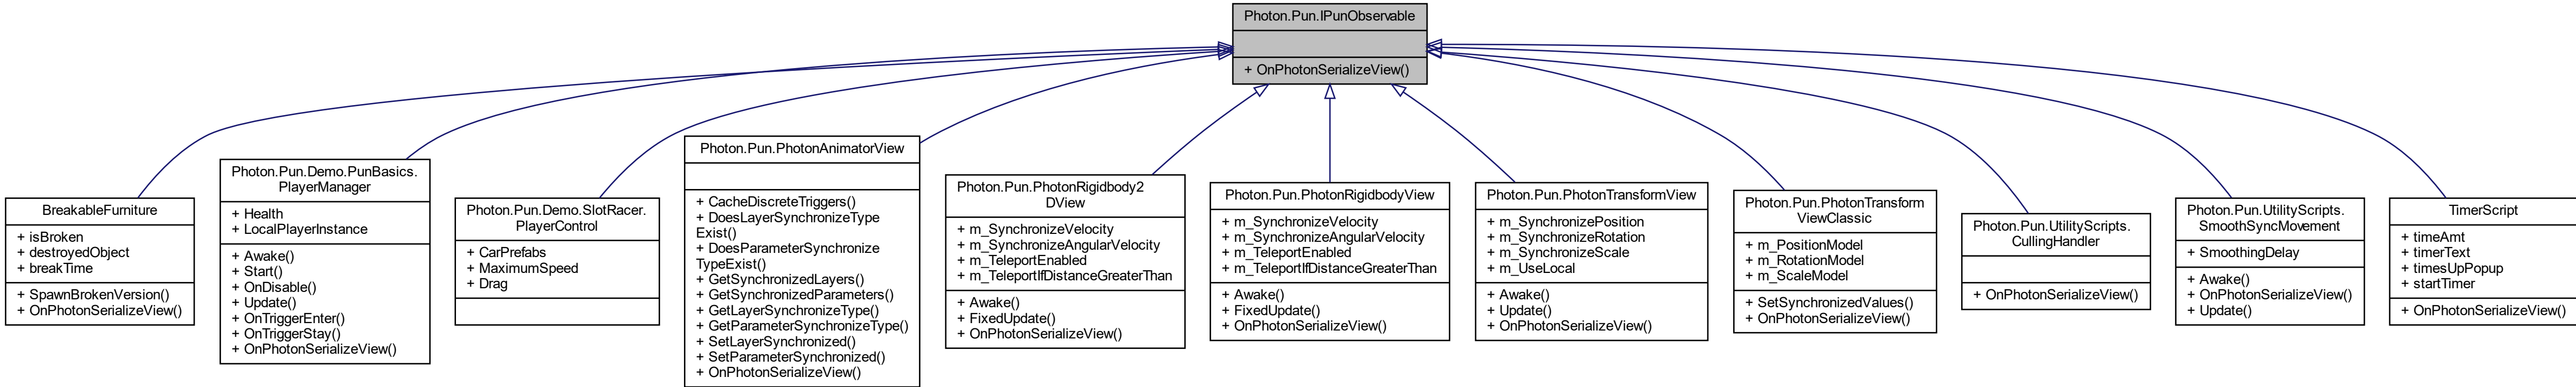 Photon.Pun.IPunObservable
+ OnPhotonSerializeView()
BreakableFurniture
+ isBroken
+ destroyedObject
+ breakTime
+ SpawnBrokenVersion()
+ OnPhotonSerializeView()
Photon.Pun.Demo.PunBasics.
PlayerManager
+ Health
+ LocalPlayerInstance
+ Awake()
+ Start()
+ OnDisable()
+ Update()
+ OnTriggerEnter()
+ OnTriggerStay()
+ OnPhotonSerializeView()
Photon.Pun.Demo.SlotRacer.
PlayerControl
+ CarPrefabs
+ MaximumSpeed
+ Drag
Photon.Pun.PhotonAnimatorView
+ CacheDiscreteTriggers()
+ DoesLayerSynchronizeType
Exist()
+ DoesParameterSynchronize
TypeExist()
+ GetSynchronizedLayers()
+ GetSynchronizedParameters()
+ GetLayerSynchronizeType()
+ GetParameterSynchronizeType()
+ SetLayerSynchronized()
+ SetParameterSynchronized()
+ OnPhotonSerializeView()
Photon.Pun.PhotonRigidbody2
DView
+ m_SynchronizeVelocity
+ m_SynchronizeAngularVelocity
+ m_TeleportEnabled
+ m_TeleportIfDistanceGreaterThan
+ Awake()
+ FixedUpdate()
+ OnPhotonSerializeView()
Photon.Pun.PhotonRigidbodyView
+ m_SynchronizeVelocity
+ m_SynchronizeAngularVelocity
+ m_TeleportEnabled
+ m_TeleportIfDistanceGreaterThan
+ Awake()
+ FixedUpdate()
+ OnPhotonSerializeView()
Photon.Pun.PhotonTransformView
+ m_SynchronizePosition
+ m_SynchronizeRotation
+ m_SynchronizeScale
+ m_UseLocal
+ Awake()
+ Update()
+ OnPhotonSerializeView()
Photon.Pun.PhotonTransform
ViewClassic
+ m_PositionModel
+ m_RotationModel
+ m_ScaleModel
+ SetSynchronizedValues()
+ OnPhotonSerializeView()
Photon.Pun.UtilityScripts.
CullingHandler
+ OnPhotonSerializeView()
Photon.Pun.UtilityScripts.
SmoothSyncMovement
+ SmoothingDelay
+ Awake()
+ OnPhotonSerializeView()
+ Update()
TimerScript
+ timeAmt
+ timerText
+ timesUpPopup
+ startTimer
+ OnPhotonSerializeView()